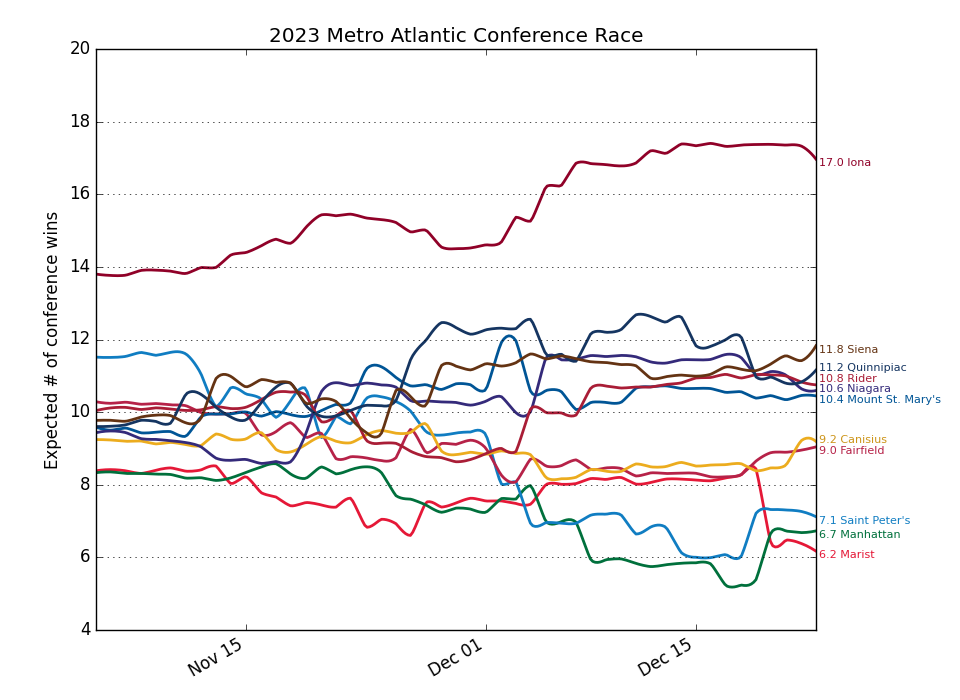 2023 Metro Atlantic Conference Race
Expected # of conference wins
20
18
16
14
12
10
8
6
4
Nov 15
Dec 01
Dec 15
17.0 Iona
11.8 Siena
11.2 Quinnipiac
10.8 Rider
10.6 Niagara
10.4 Mount St. Mary's
9.2 Canisius
9.0 Fairfield
7.1 Saint Peter's
6.7 Manhattan
6.2 Marist